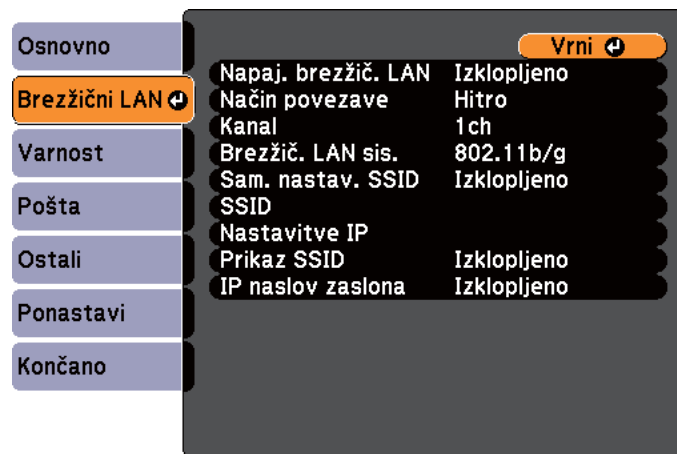 Osnovno
Brezžični LAN
Varnost
Pošta
Ostali
Ponastavi
Končano
Vrni
Napaj. brezžič. LAN Izklopljeno
Način povezave Hitro
Kanal 1ch
Brezžič. LAN sis. 802.11b/g
Sam. nastav. SSID Izklopljeno
SSID
Nastavitve IP
Prikaz SSID Izklopljeno
IP naslov zaslona Izklopljeno